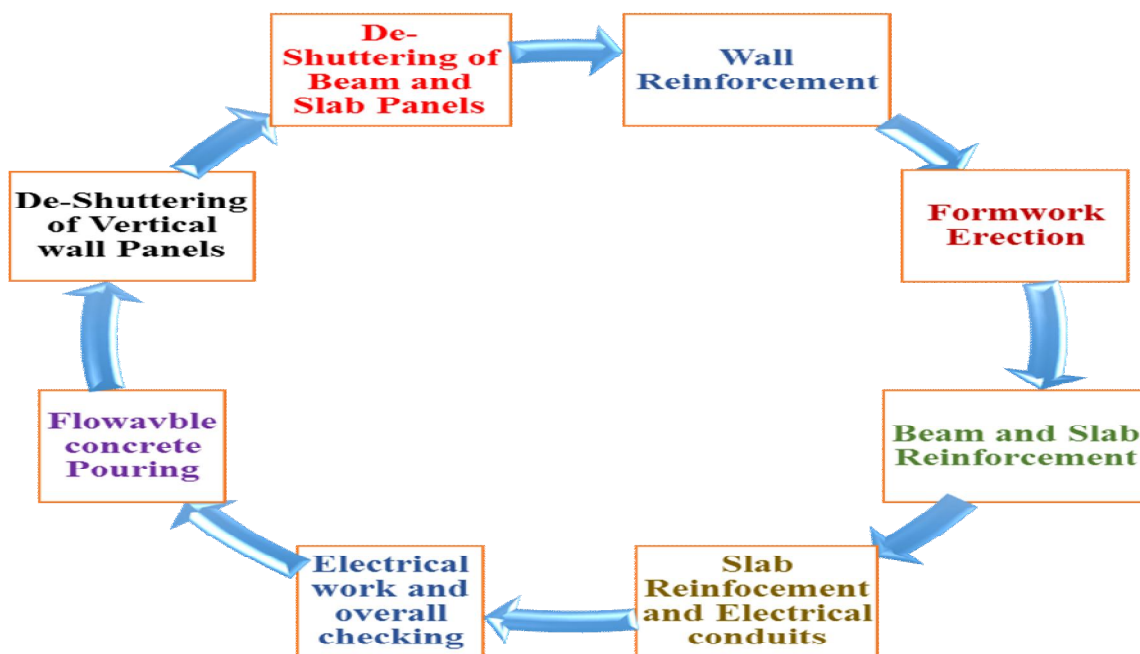 De-
Shuttering of
Beam and
Slab Panels
Wall
Reinforcement
Formwork
Erection
Beam and Slab
Reinforcement
Slab
Reinfocement
and Electrical
conduits
Electrical
work and
overall
checking
Flowavble
concrete
Pouring
De-Shuttering
of Vertical
wall Panels